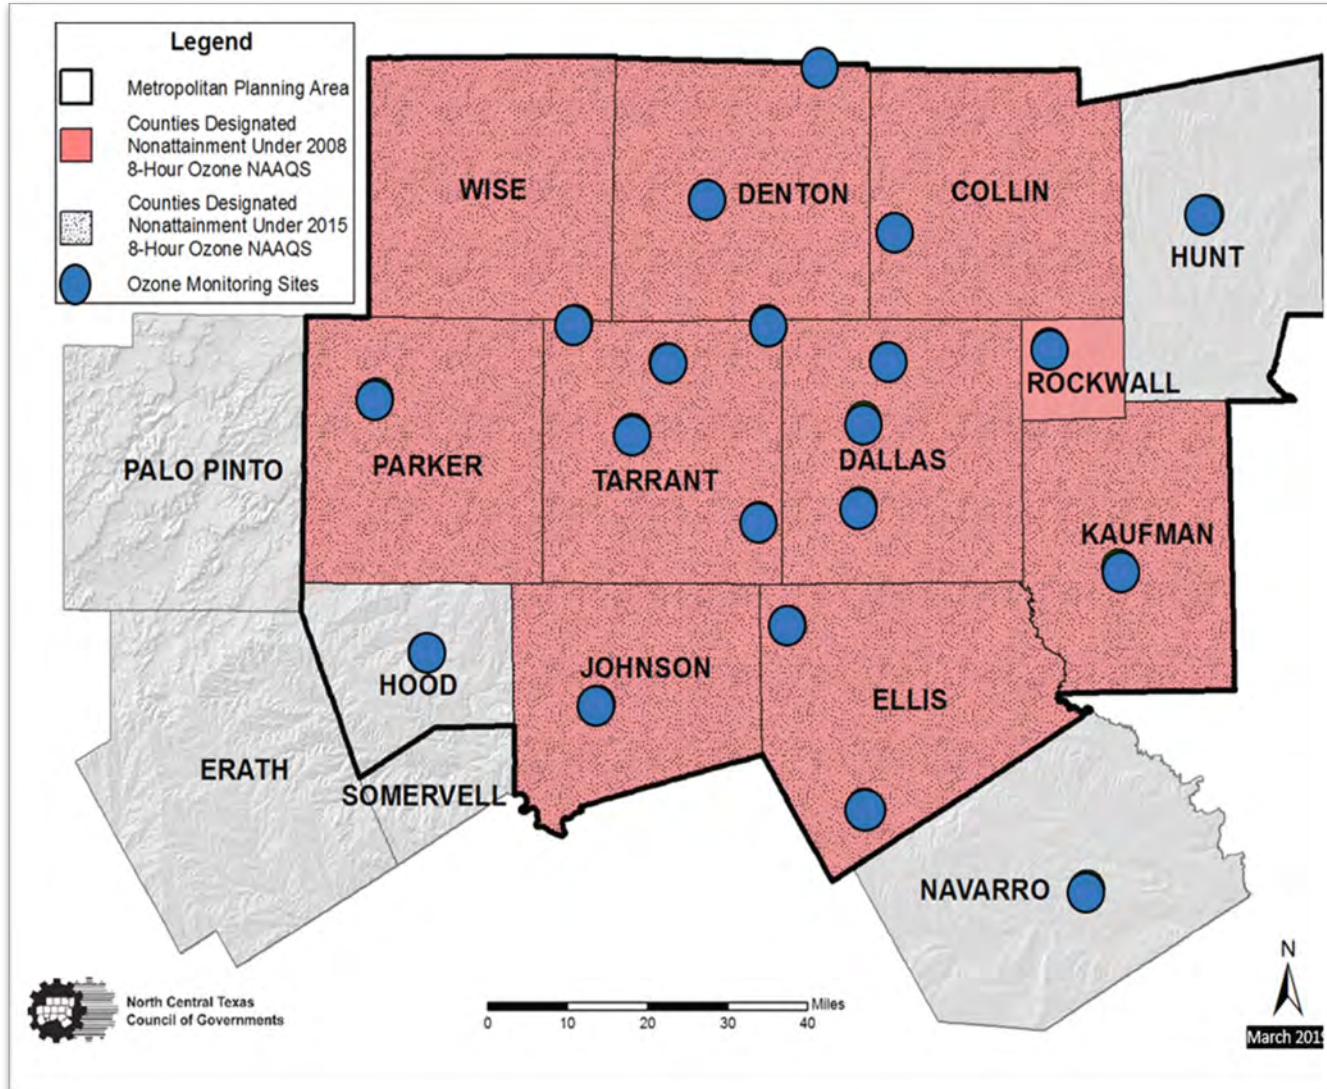 Legend
Metropolitan Planning Area
Counties Designated
Nonattainment Under 2008
8-Hour Ozone NAAQS
Counties Designated
Nonattainment Under 2015
8-Hour Ozone NAAQS
Ozone Monitoring Sites
WISE
DENTON
COLLIN
HUNT
ROCKWALL
PALO PINTO
PARKER
TARRANT
DALLAS
KAUFMAN
HOOD
JOHNSON
ELLIS
ERATH
SOMERVELL
NAVARRO
N
North Central Texas
Council of Governments
Miles
0 10 20 30 40
March 2019